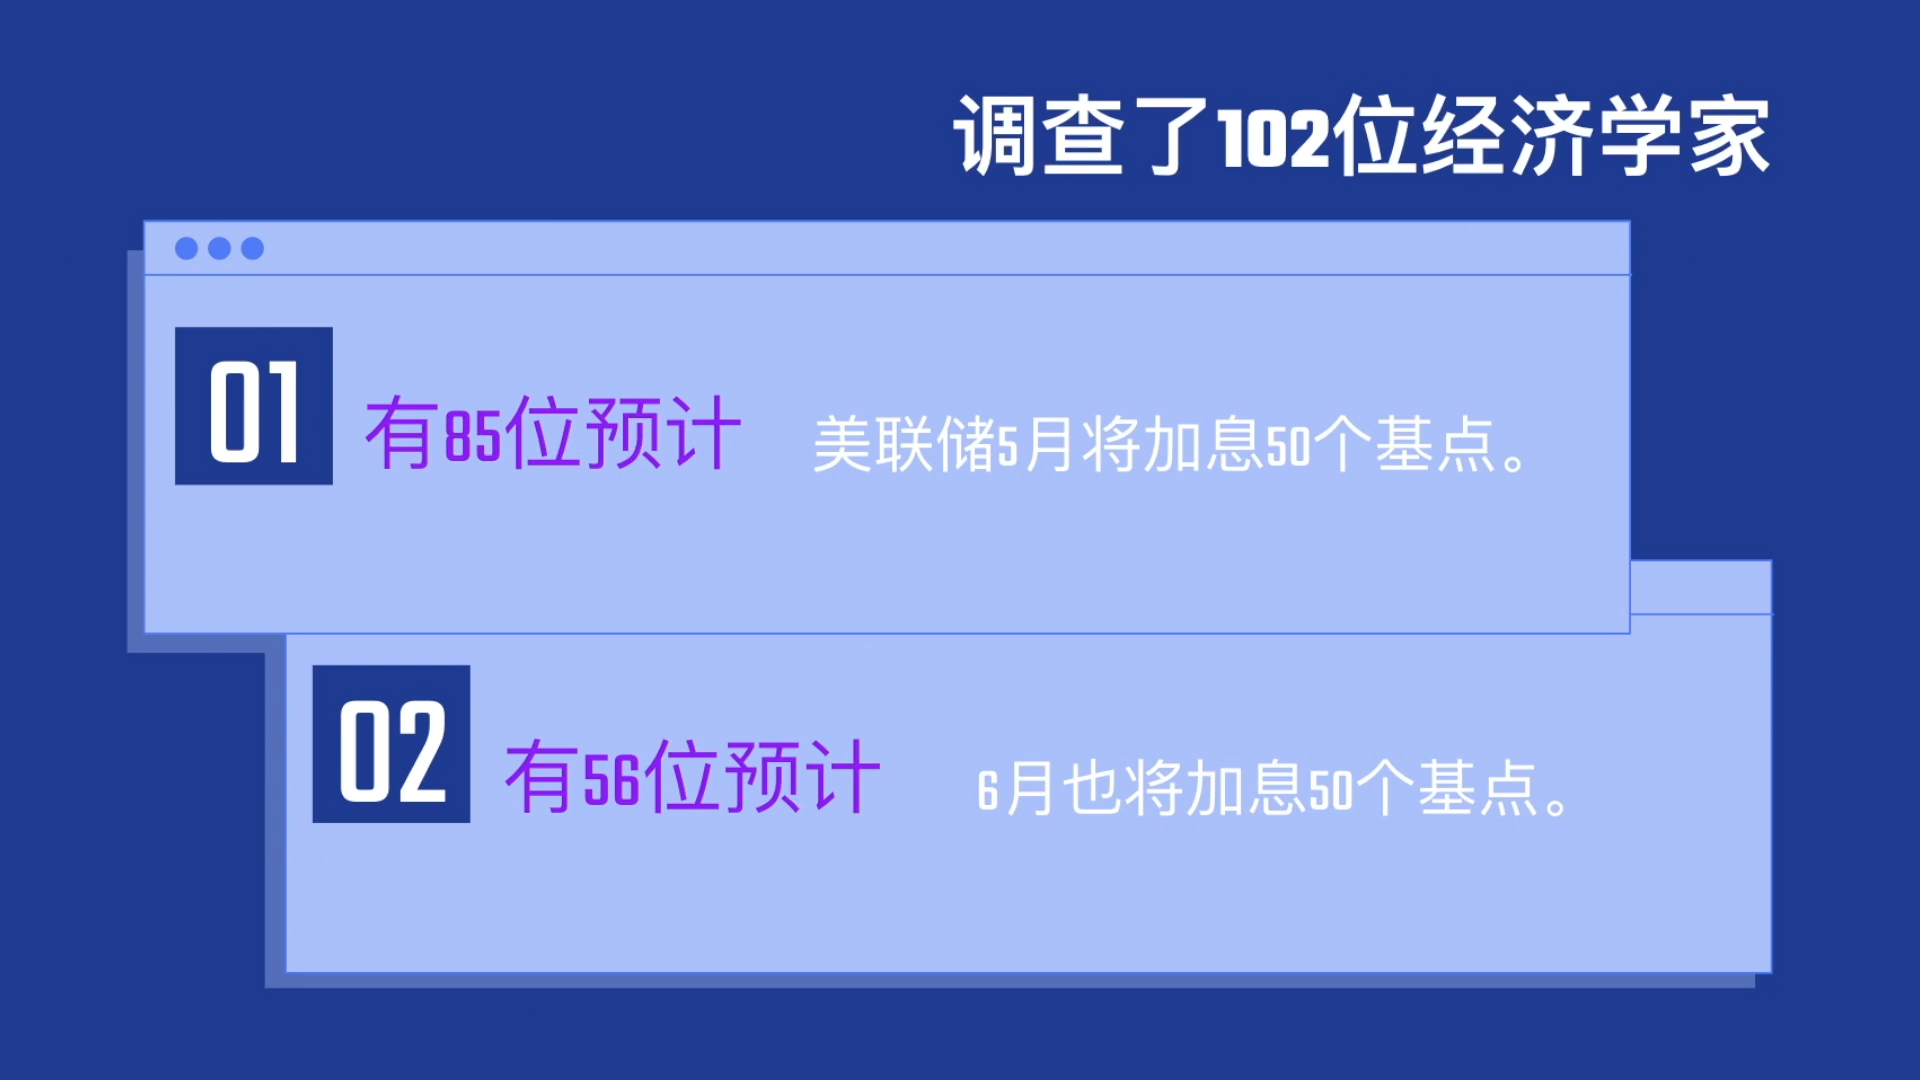 调查了102位经济学家
01
有85位预计 美联储5月将加息50个基点。
02
有56位预计 6月也将加息50个基点。